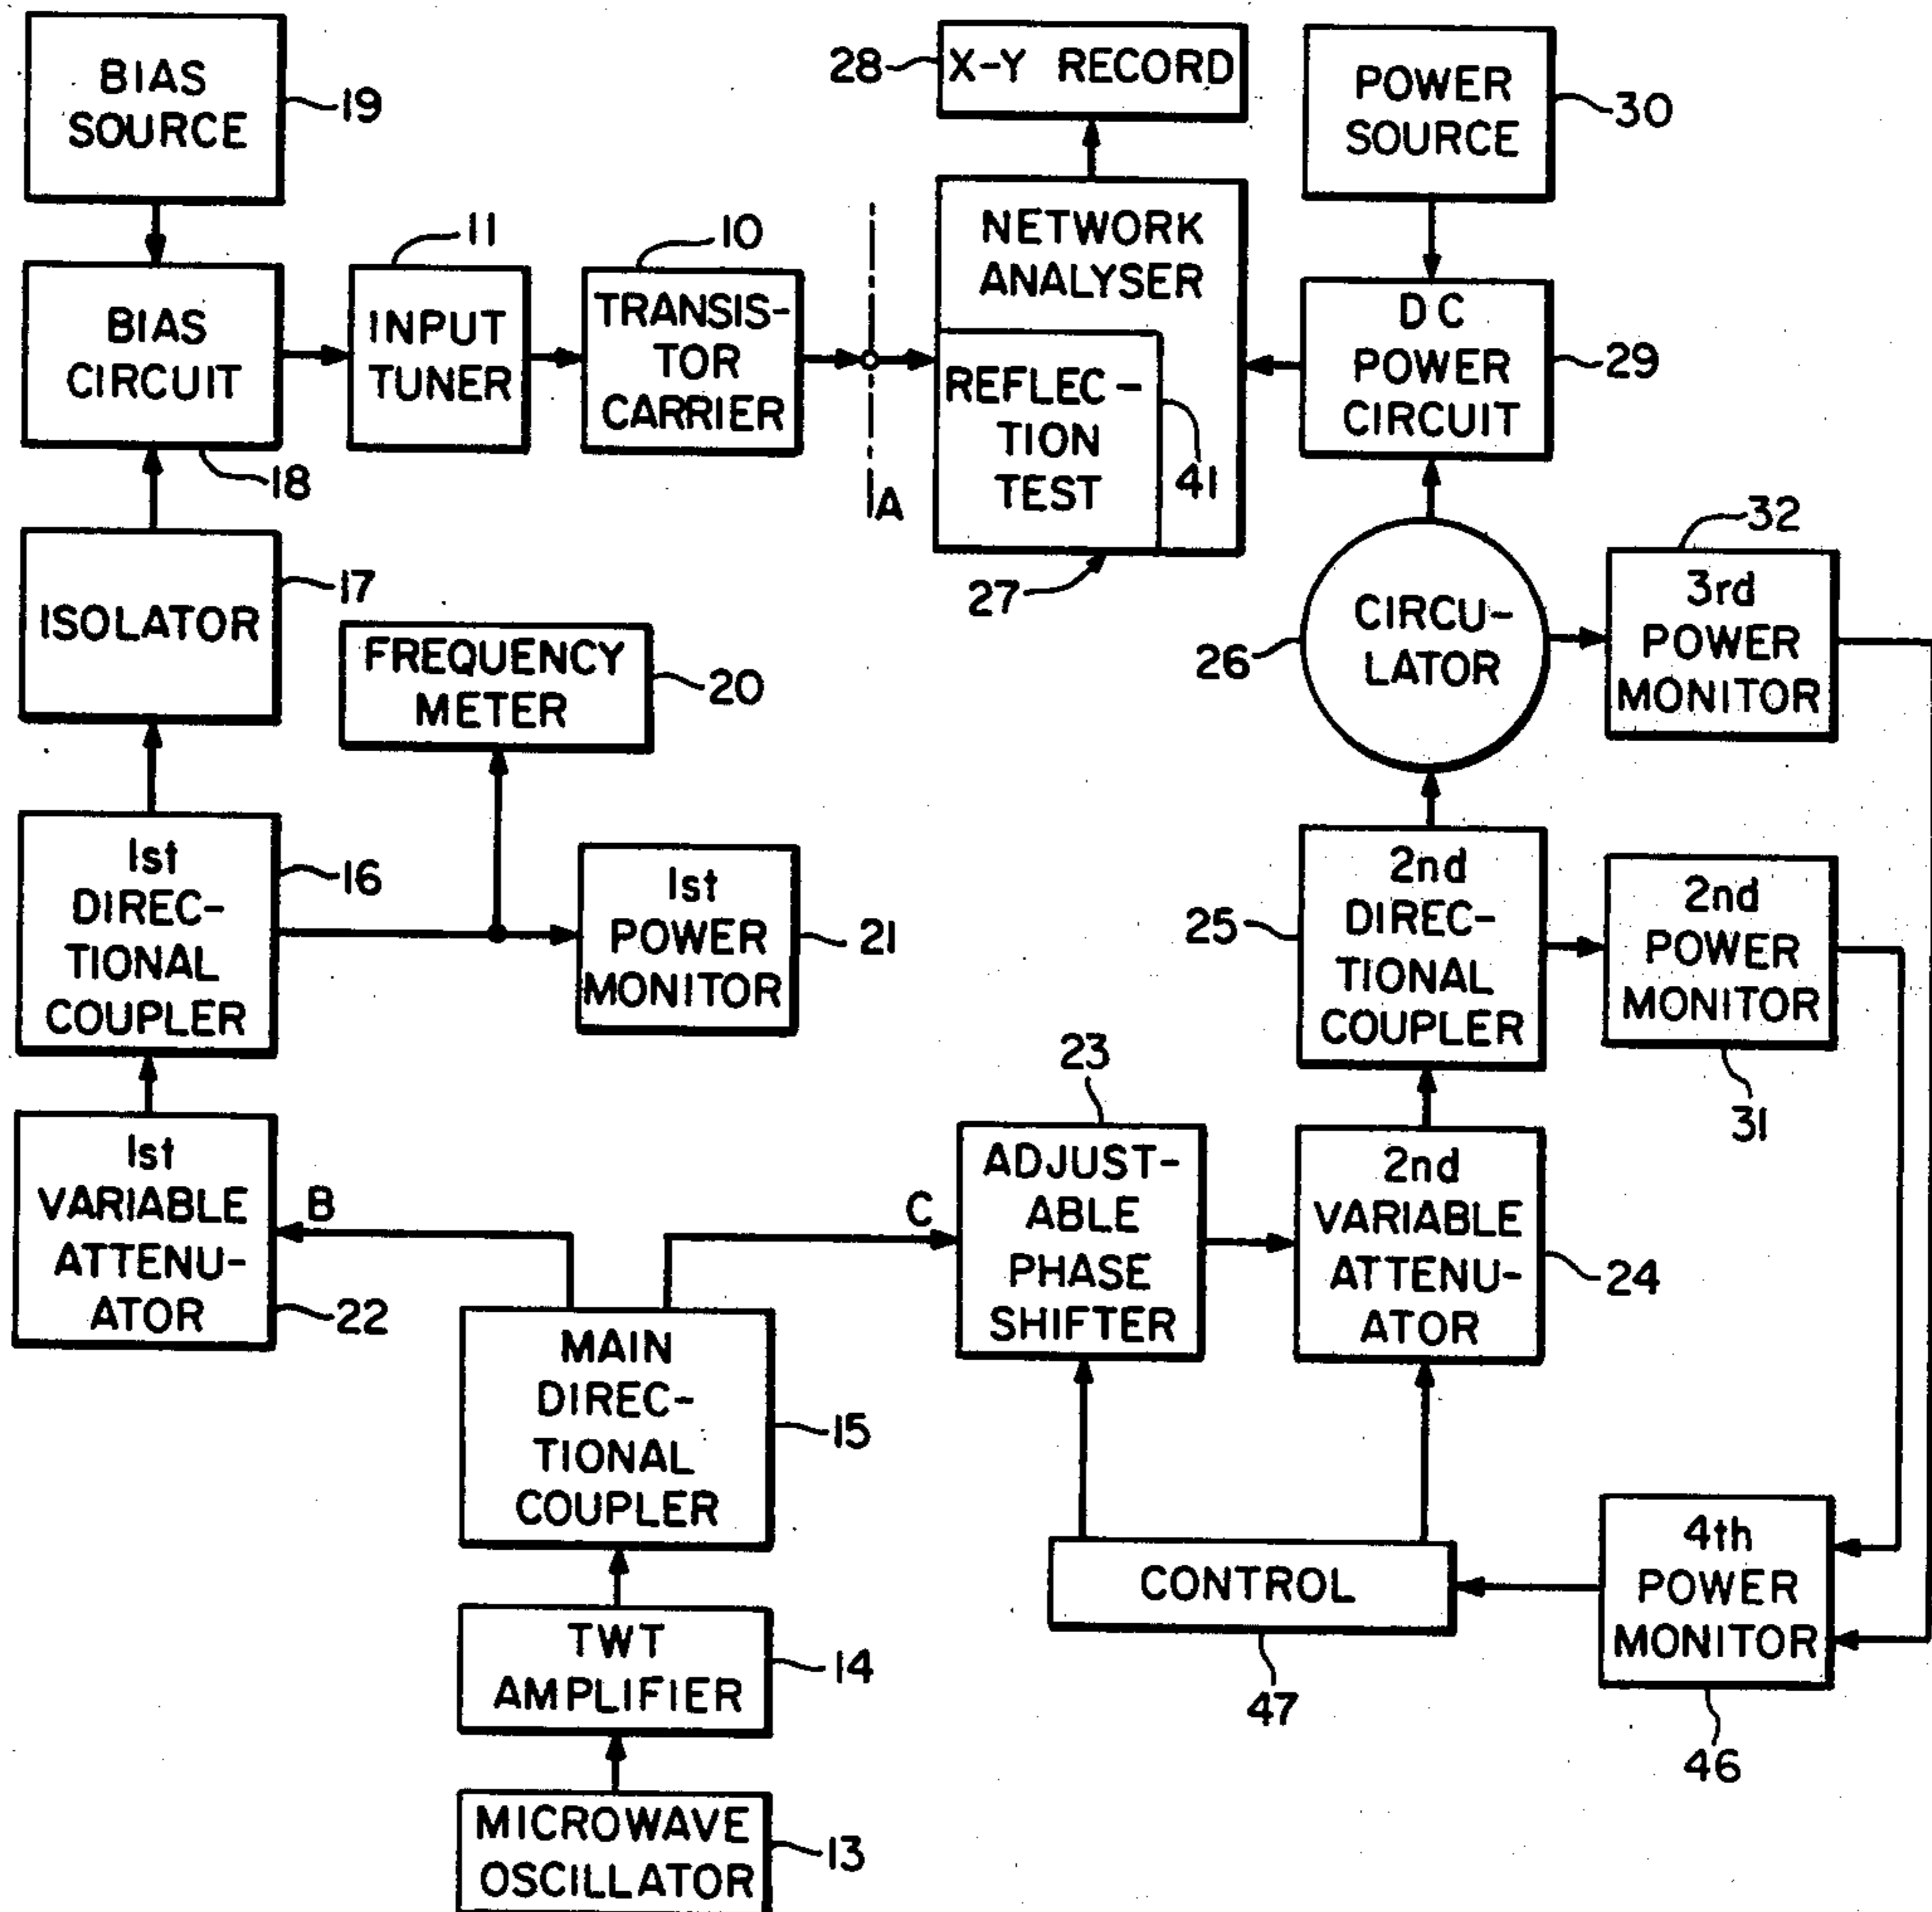 BIAS
SOURCE
19
28
X-Y RECORD
POWER
SOURCE
30
BIAS
CIRCUIT
18
11
INPUT
TUNER
10
TRANSIS-
TOR
CARRIER
A
NETWORK
ANALYSER
REFLEC-
TION
TEST
41
27
DC
POWER
CIRCUIT
29
ISOLATOR
17
FREQUENCY
METER
20
26
CIRCU-
LATOR
32
3rd
POWER
MONITOR
1st
DIREC-
TIONAL
COUPLER
16
1st
POWER
MONITOR
21
25
2nd
DIREC-
TIONAL
COUPLER
2nd
POWER
MONITOR
31
1st
VARIABLE
ATTENU-
ATOR
22
B
C
23
ADJUST-
ABLE
PHASE
SHIFTER
2nd
VARIABLE
ATTENU-
ATOR
24
MAIN
DIREC-
TIONAL
COUPLER
15
CONTROL
47
4th
POWER
MONITOR
46
TWT
AMPLIFIER
14
MICROWAVE
OSCILLATOR
13